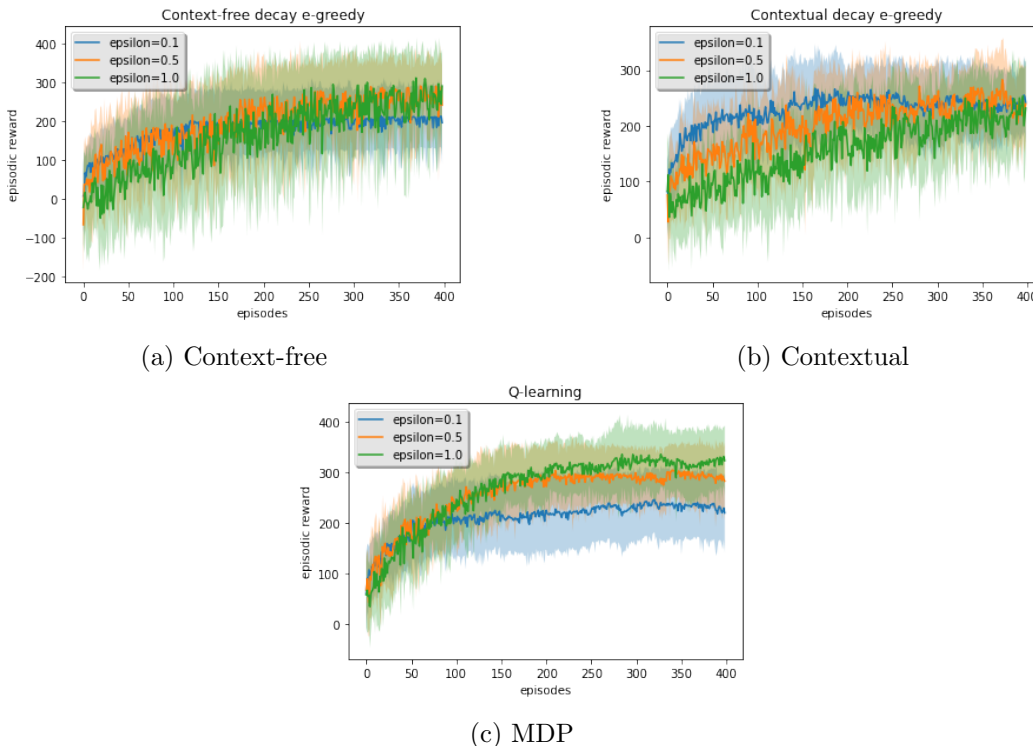 Context-free decay e-greedy
epsilon=0.1
epsilon=0.5
epsilon=1.0
400
300
200
100
0
−100
−200
episodic reward
0 50 100 150 200 250 300 350 400
episodes
(a) Context-free
Contextual decay e-greedy
epsilon=0.1
epsilon=0.5
epsilon=1.0
300
200
100
0
episodic reward
0 50 100 150 200 250 300 350 400
episodes
(b) Contextual
Q-learning
epsilon=0.1
epsilon=0.5
epsilon=1.0
400
300
200
100
0
episodic reward
0 50 100 150 200 250 300 350 400
episodes
(c) MDP